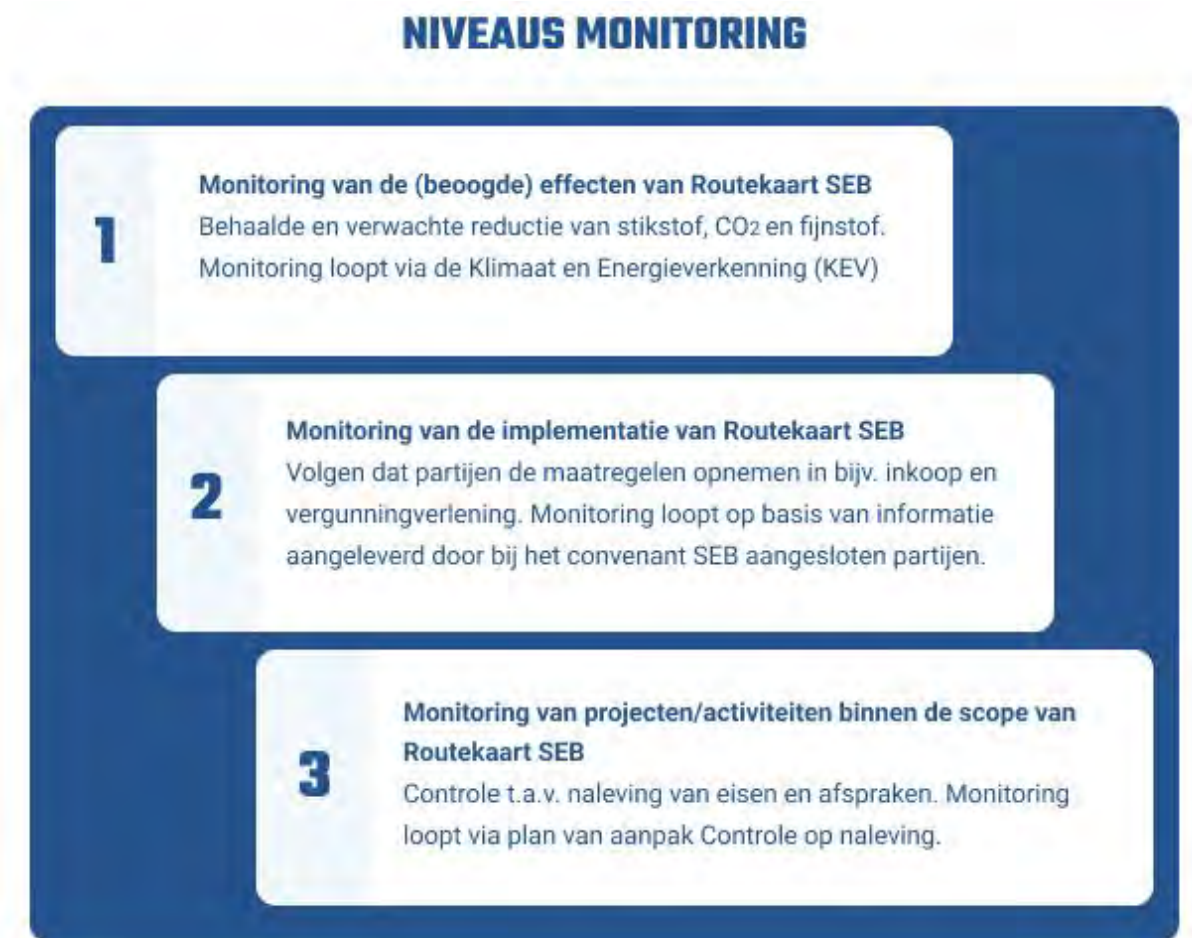 NIVEAUS MONITORING
1
Monitoring van de (beoogde) effecten van Routekaart SEB
Behaalde en verwachte reductie van stikstof, CO2 en fijnstof.
Monitoring loopt via de Klimaat en Energieverkenning (KEV)
2
Monitoring van de implementatie van Routekaart SEB
Volgen dat partijen de maatregelen opnemen in bijv. inkoop en
vergunningverlening. Monitoring loopt op basis van informatie
aangeleverd door bij het convenant SEB aangesloten partijen.
3
Monitoring van projecten/activiteiten binnen de scope van
Routekaart SEB
Controle t.a.v. naleving van eisen en afspraken. Monitoring
loopt via plan van aanpak Controle op naleving.